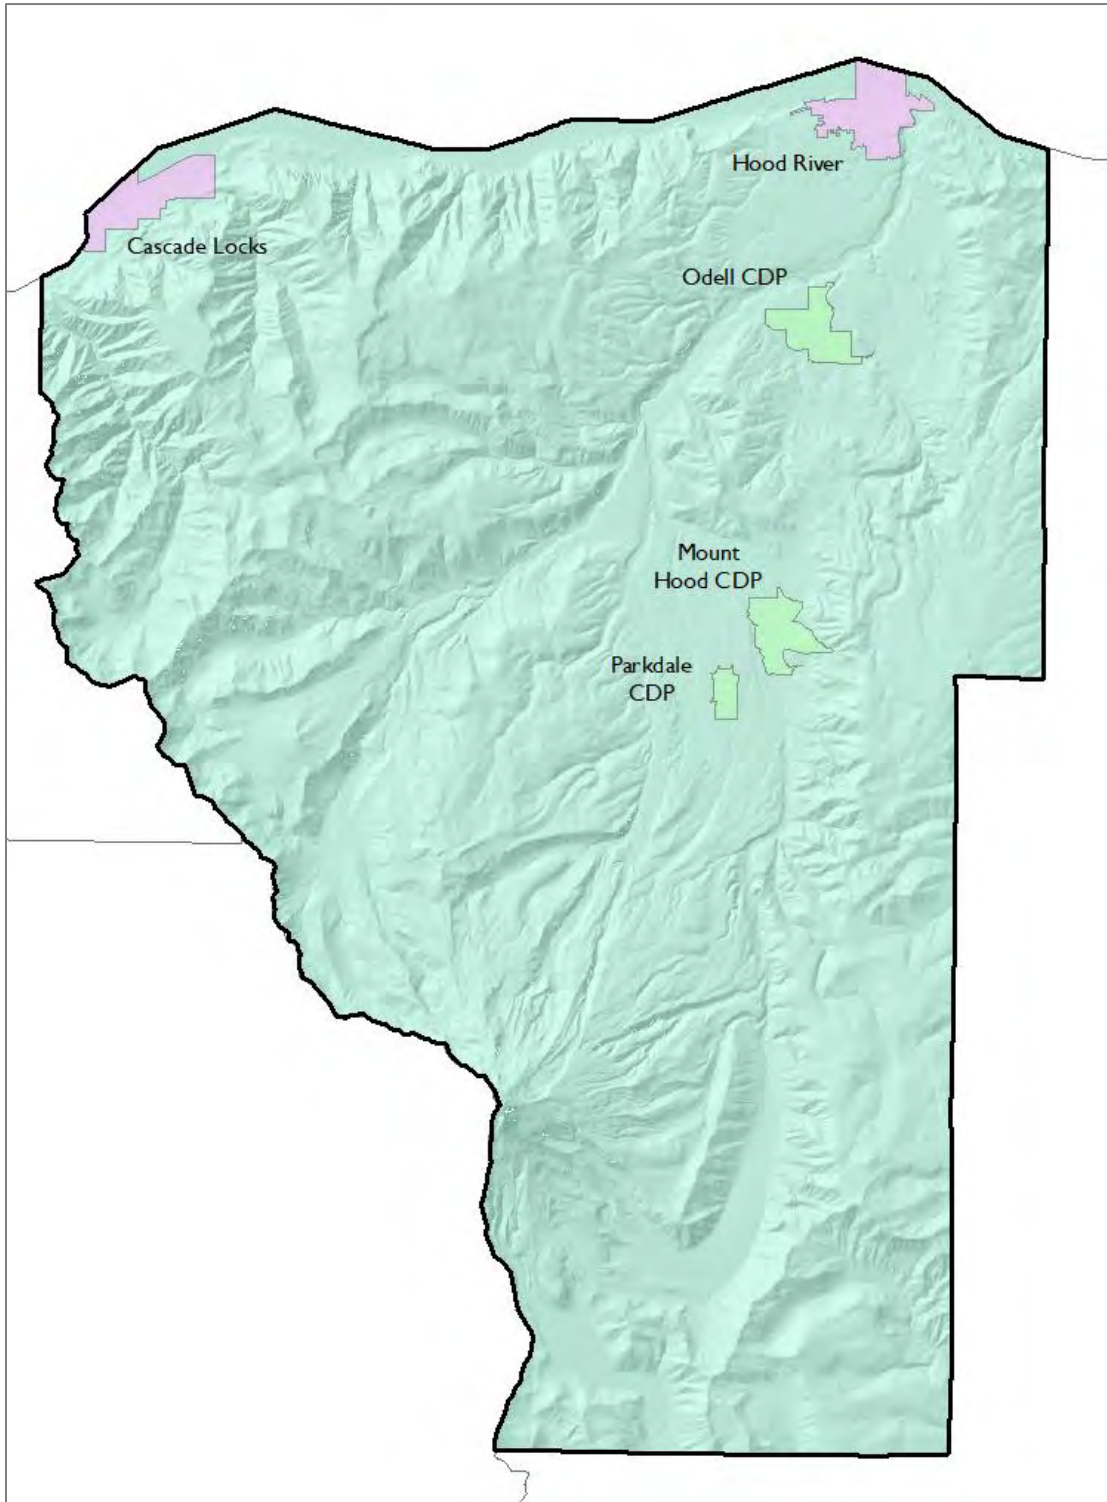 Hood River
Cascade Locks
Odell CDP
Mount
Hood CDP
Parkdale
CDP